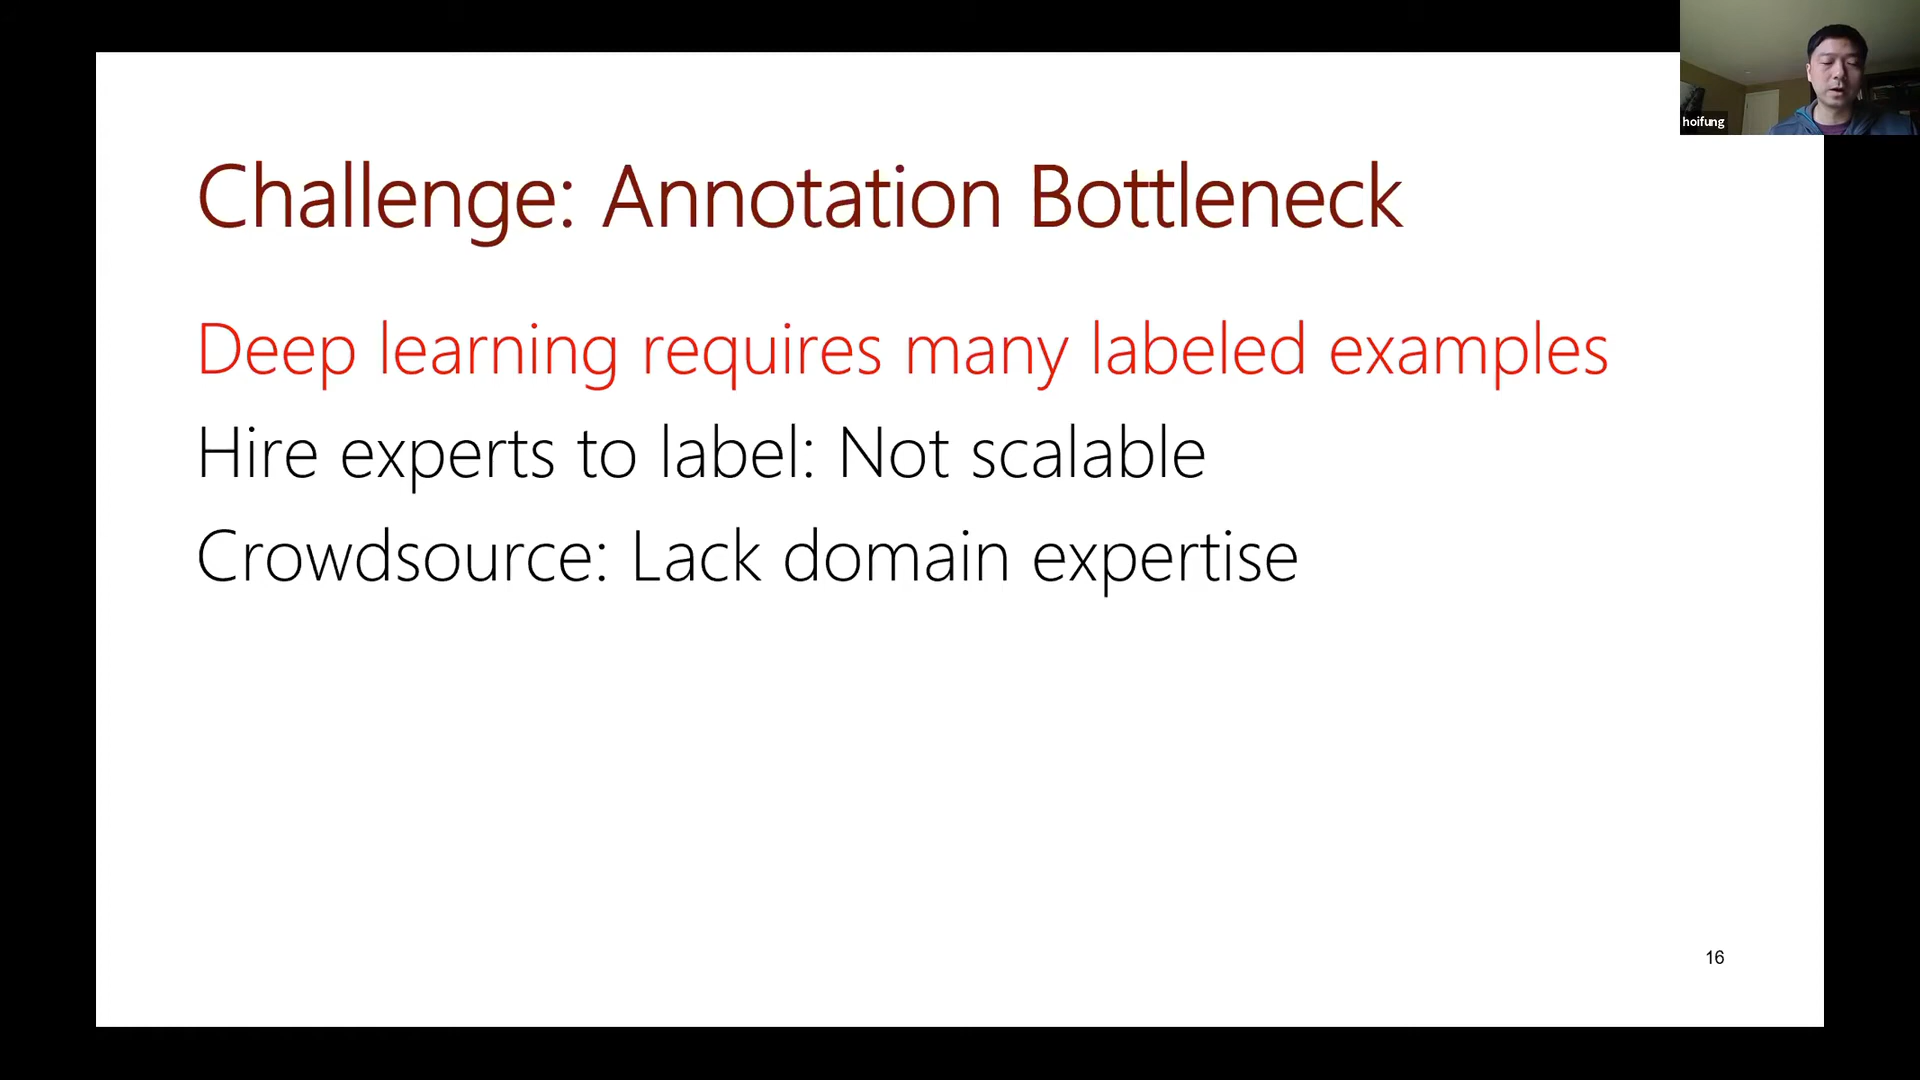 hoifung
Challenge: Annotation Bottleneck
Deep learning requires many labeled examples
Hire experts to label: Not scalable
Crowdsource: Lack domain expertise
16